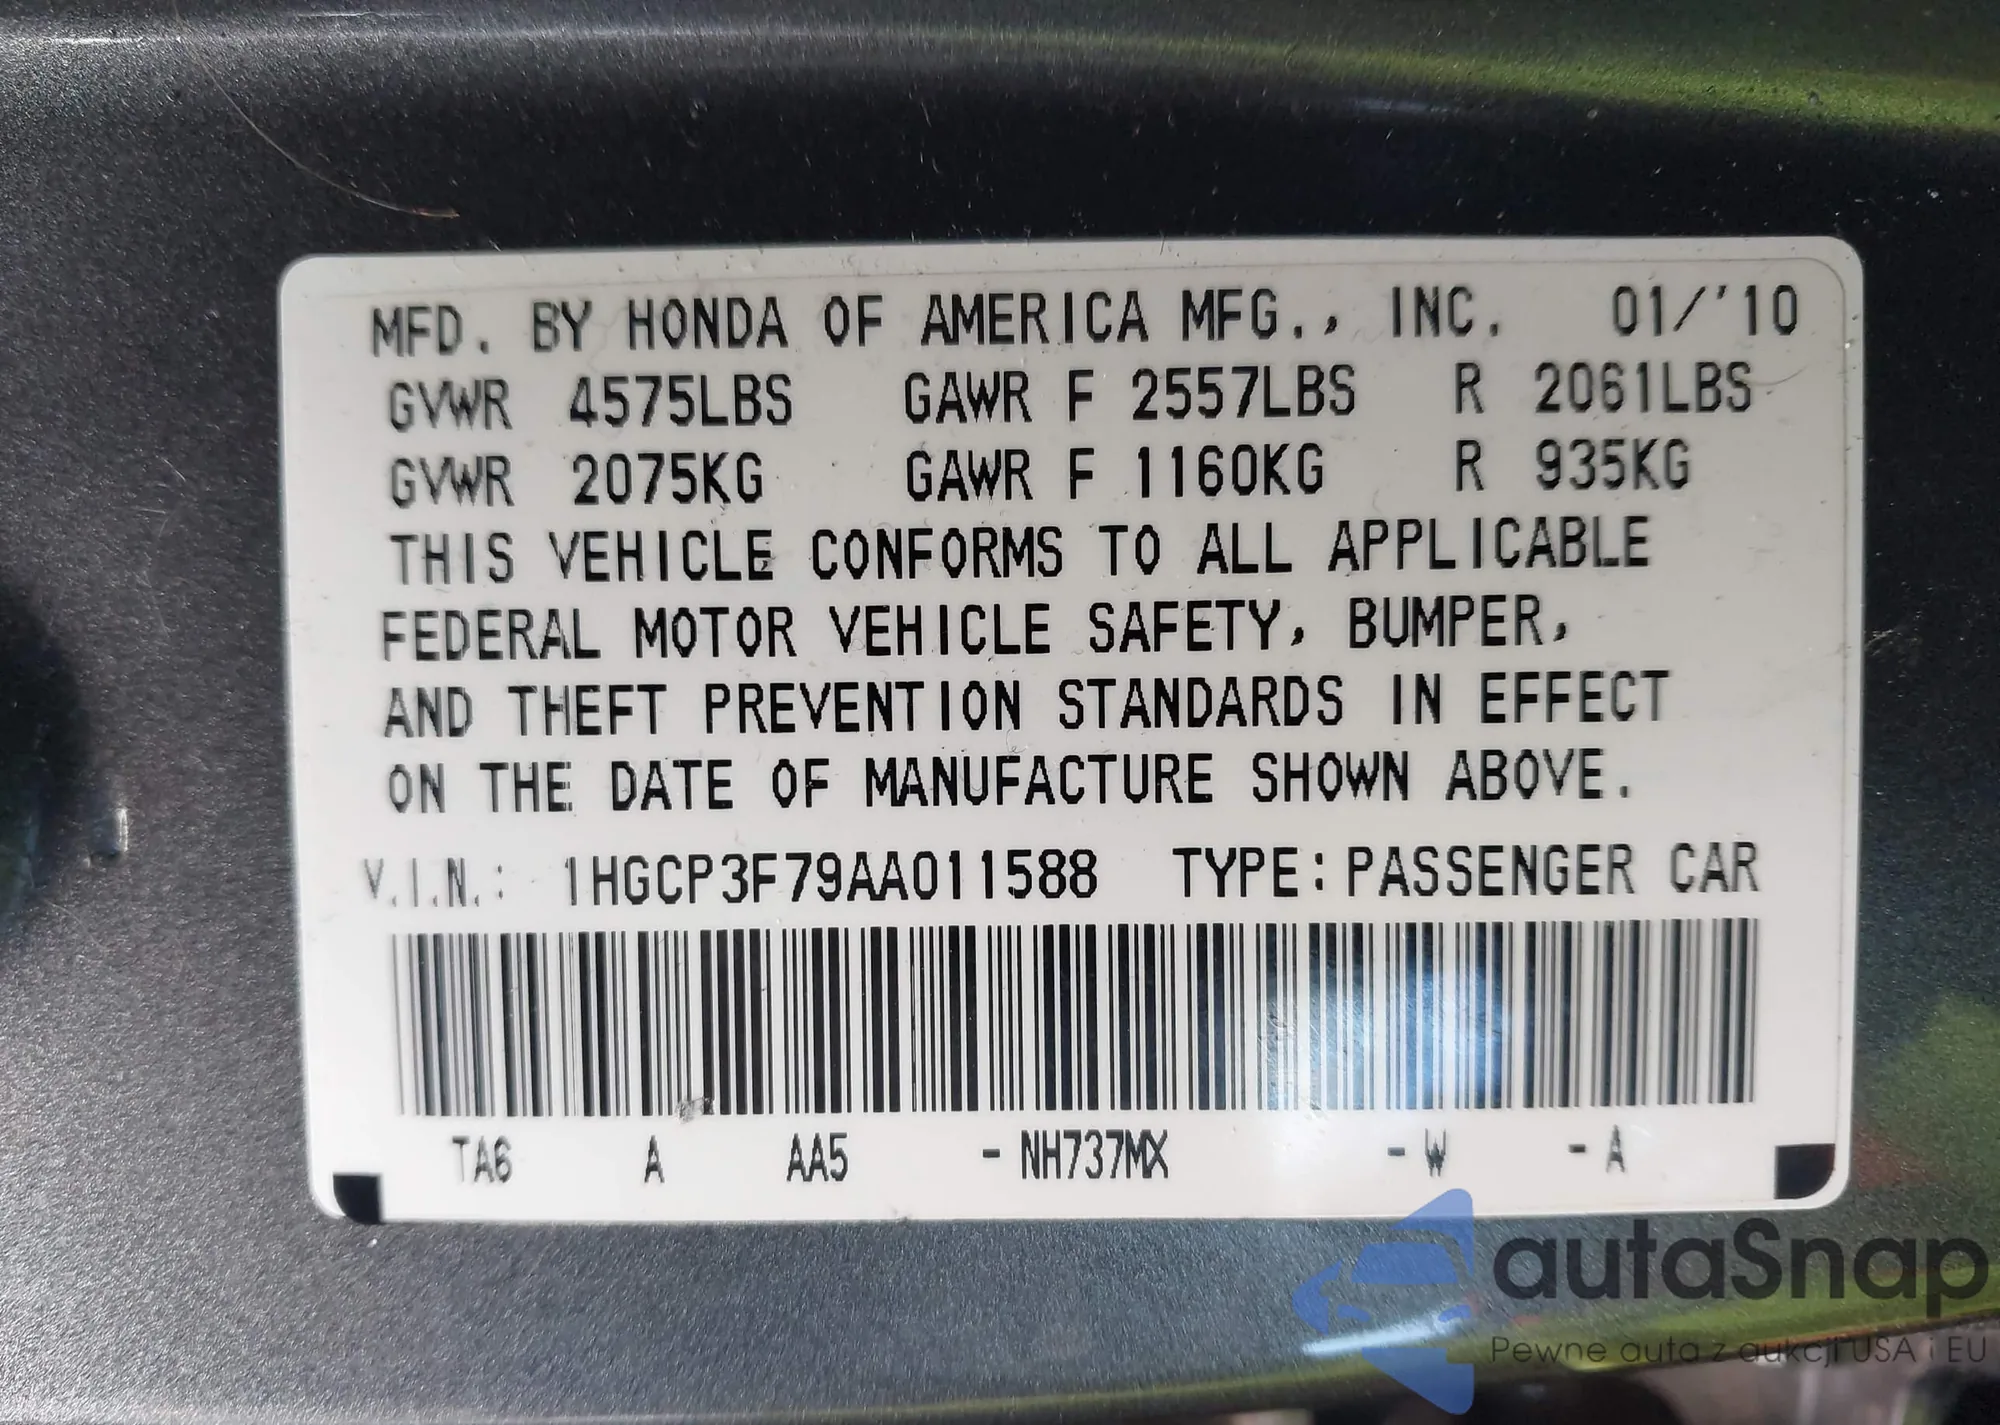 MFD. BY HONDA OF AMERICA MFG., INC. 01/'10
GVWR 4575LBS GAWR F 2557LBS R 2061LBS
GVWR 2075KG GAWR F 1160KG R 935KG
THIS VEHICLE CONFORMS TO ALL APPLICABLE
FEDERAL MOTOR VEHICLE SAFETY, BUMPER,
AND THEFT PREVENTION STANDARDS IN EFFECT
ON THE DATE OF MANUFACTURE SHOWN ABOVE.
V.I.N.: 1HGCP3F79AA011588 TYPE: PASSENGER CAR
TA6 A AA5 - NH737MX - W - A
autaSnap
Pewne auta z aukcji USA i EU